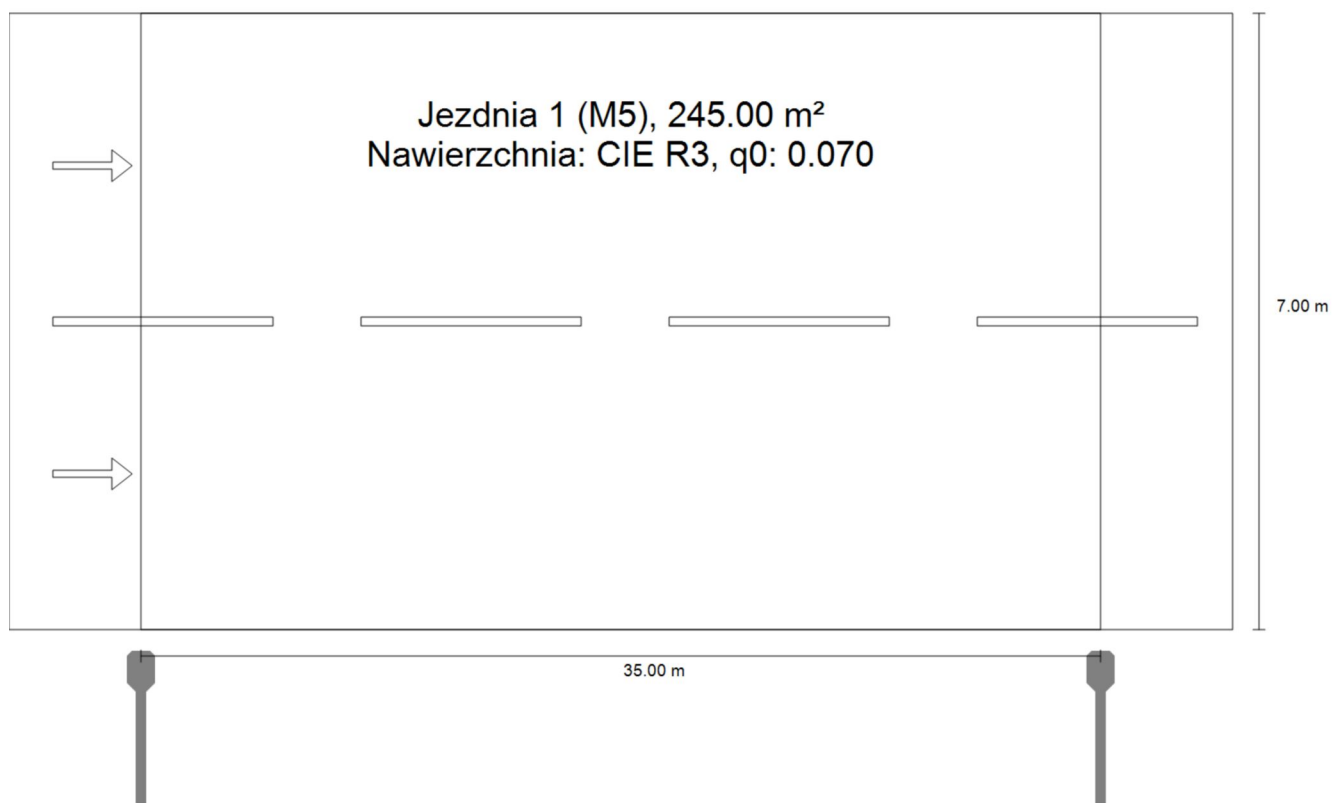 Jezdnia 1 (M5), 245.00 m²
Nawierzchnia: CIE R3, q0: 0.070
7.00 m
35.00 m